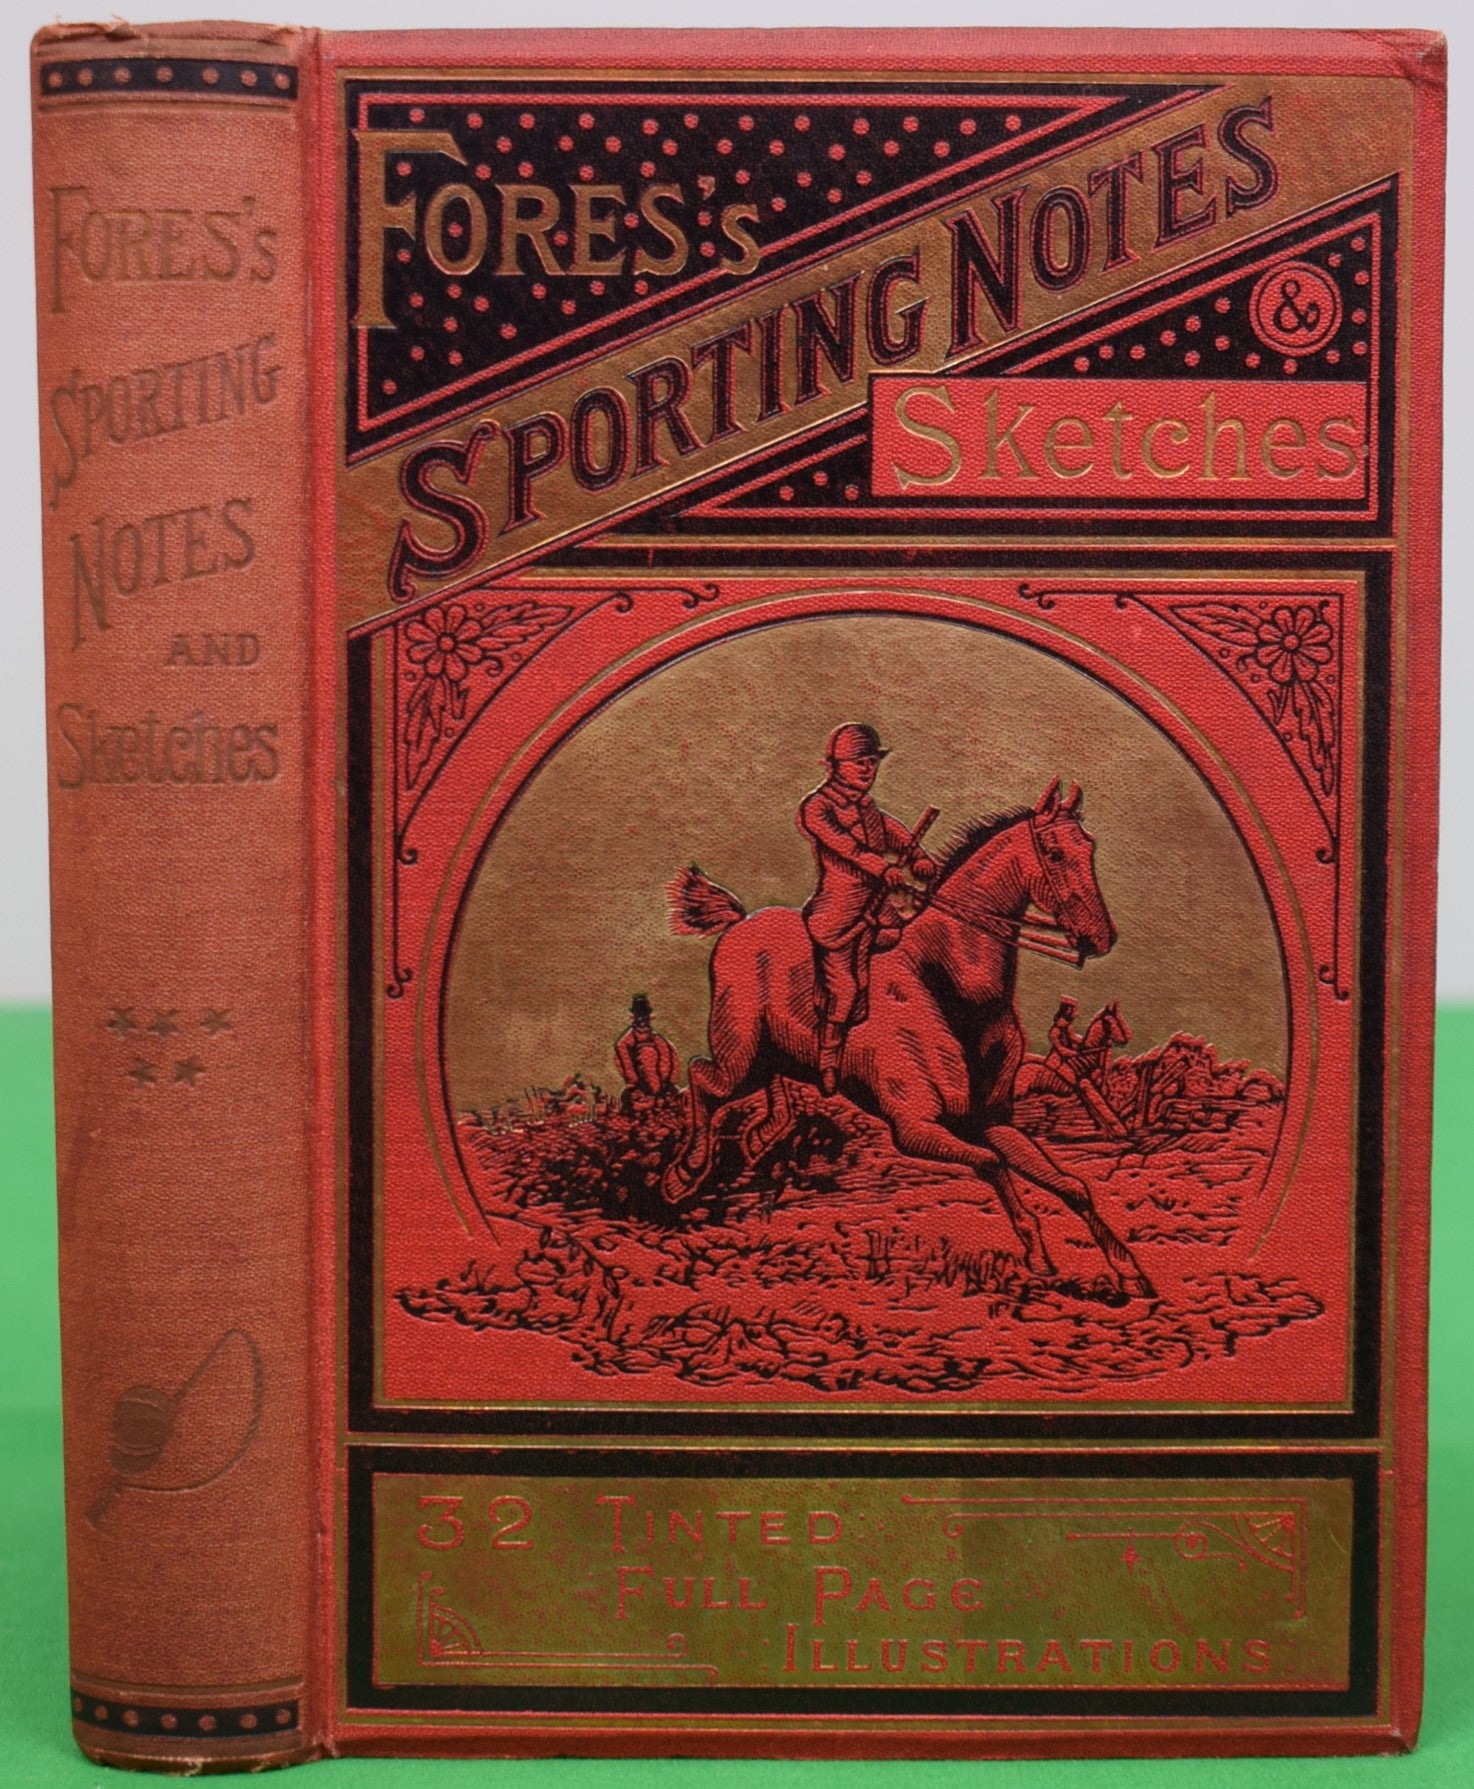 FORES's
SPORTING
NOTES
AND
Sketches
FORES's
SPORTING NOTES
&
Sketches
32 TINTED
FULL PAGE
ILLUSTRATIONS